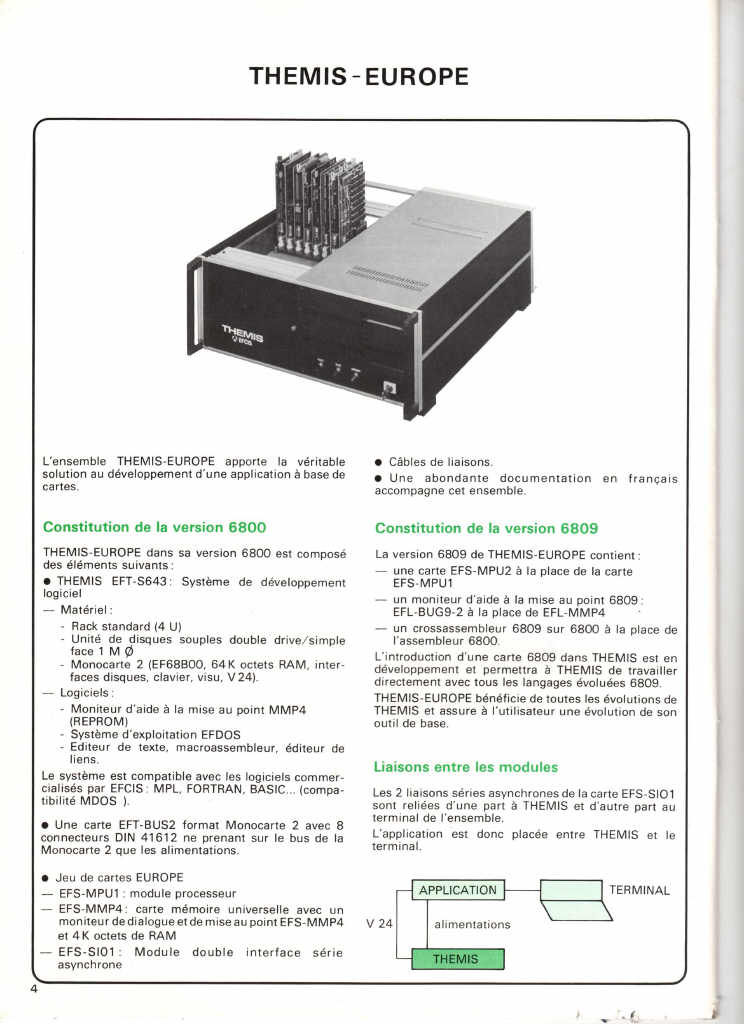 THEMIS-EUROPE
THEMIS
EFCIS
L'ensemble THEMIS-EUROPE apporte la véritable
solution au développement d'une application à base de
cartes.
Constitution de la version 6800
THEMIS-EUROPE dans sa version 6800 est composé
des éléments suivants :
● THEMIS EFT-S643 : Système de développement
logiciel
— Matériel :
- Rack standard (4 U)
- Unité de disques souples double drive/simple
face 1 M Ø
- Monocarte 2 (EF68B00, 64 K octets RAM, inter-
faces disques, clavier, visu, V 24).
— Logiciels :
- Moniteur d'aide à la mise au point MMP4
(REPROM)
- Système d'exploitation EFDOS
- Editeur de texte, macroassembleur, éditeur de
liens.
Le système est compatible avec les logiciels commer-
cialisés par EFCIS : MPL, FORTRAN, BASIC... (compa-
tibilité MDOS ).
● Une carte EFT-BUS2 format Monocarte 2 avec 8
connecteurs DIN 41612 ne prenant sur le bus de la
Monocarte 2 que les alimentations.
● Jeu de cartes EUROPE
— EFS-MPU1 : module processeur
— EFS-MMP4 : carte mémoire universelle avec un
moniteur de dialogue et de mise au point EFS-MMP4
et 4 K octets de RAM
— EFS-SIO1 : Module double interface série
asynchrone
● Câbles de liaisons.
● Une abondante documentation en français
accompagne cet ensemble.
Constitution de la version 6809
La version 6809 de THEMIS-EUROPE contient :
— une carte EFS-MPU2 à la place de la carte
EFS-MPU1
— un moniteur d'aide à la mise au point 6809 :
EFL-BUG9-2 à la place de EFL-MMP4
— un crossassembleur 6809 sur 6800 à la place de
l'assembleur 6800.
L'introduction d'une carte 6809 dans THEMIS est en
développement et permettra à THEMIS de travailler
directement avec tous les langages évoluées 6809.
THEMIS-EUROPE bénéficie de toutes les évolutions de
THEMIS et assure à l'utilisateur une évolution de son
outil de base.
Liaisons entre les modules
Les 2 liaisons séries asynchrones de la carte EFS-SIO1
sont reliées d'une part à THEMIS et d'autre part au
terminal de l'ensemble.
L'application est donc placée entre THEMIS et le
terminal.
APPLICATION
TERMINAL
V 24
alimentations
THEMIS
4